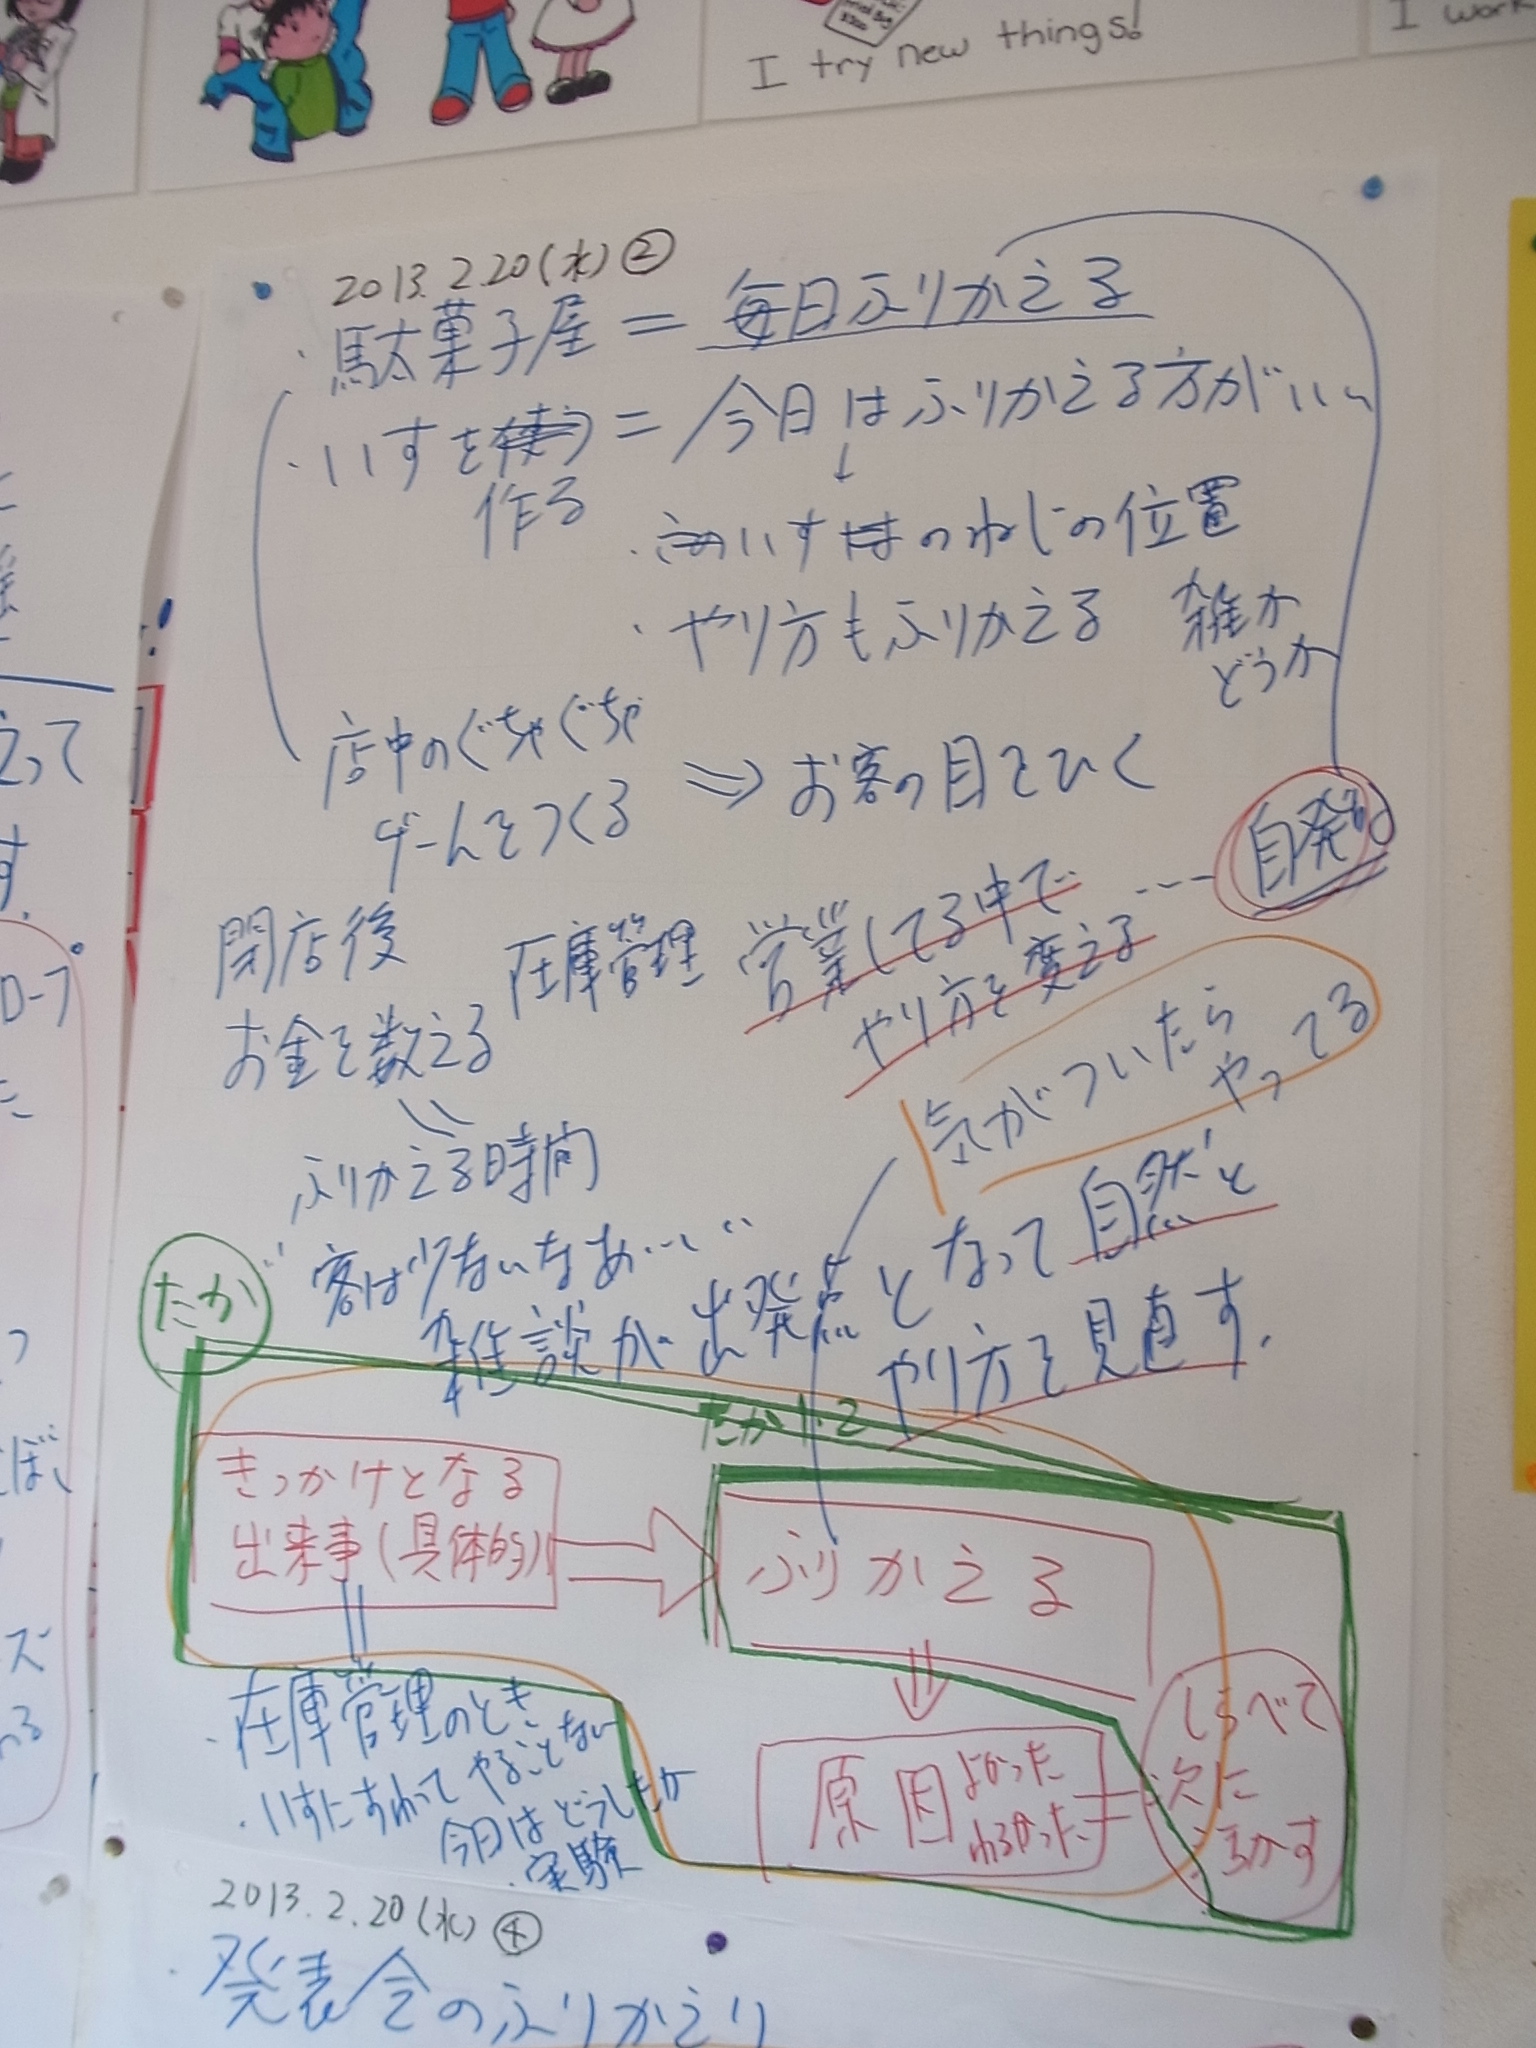 I try new things!
I work
2013.2.20(水)②
・駄菓子屋＝毎日ふりかえる
・いすを使う＝今日はふりかえる方がいい
作る
↓
・いすのねじの位置
・やり方もふりかえる
雑か
どうか
店中のぐちゃぐちゃ
ゲームをつくる
⇒お客の目をひく
自発的
閉店後
お金を数える
在庫管理
営業してる中で
やり方を変える
気がついたら
やってる
ふりかえる時間
"客は少ないなあ…"
雑談が出発点となって自然と
やり方を見直す.
たか
きっかけとなる
出来事(具体的)
ふりかえる
・在庫管理のとき
・いすにすわってやることない
今日はどうしたか
・実験
原因
よかった
わるかった
しらべて
次に
いかす
2013.2.20(水)④
・発表会のふりかえり
えって
す.
ロープ